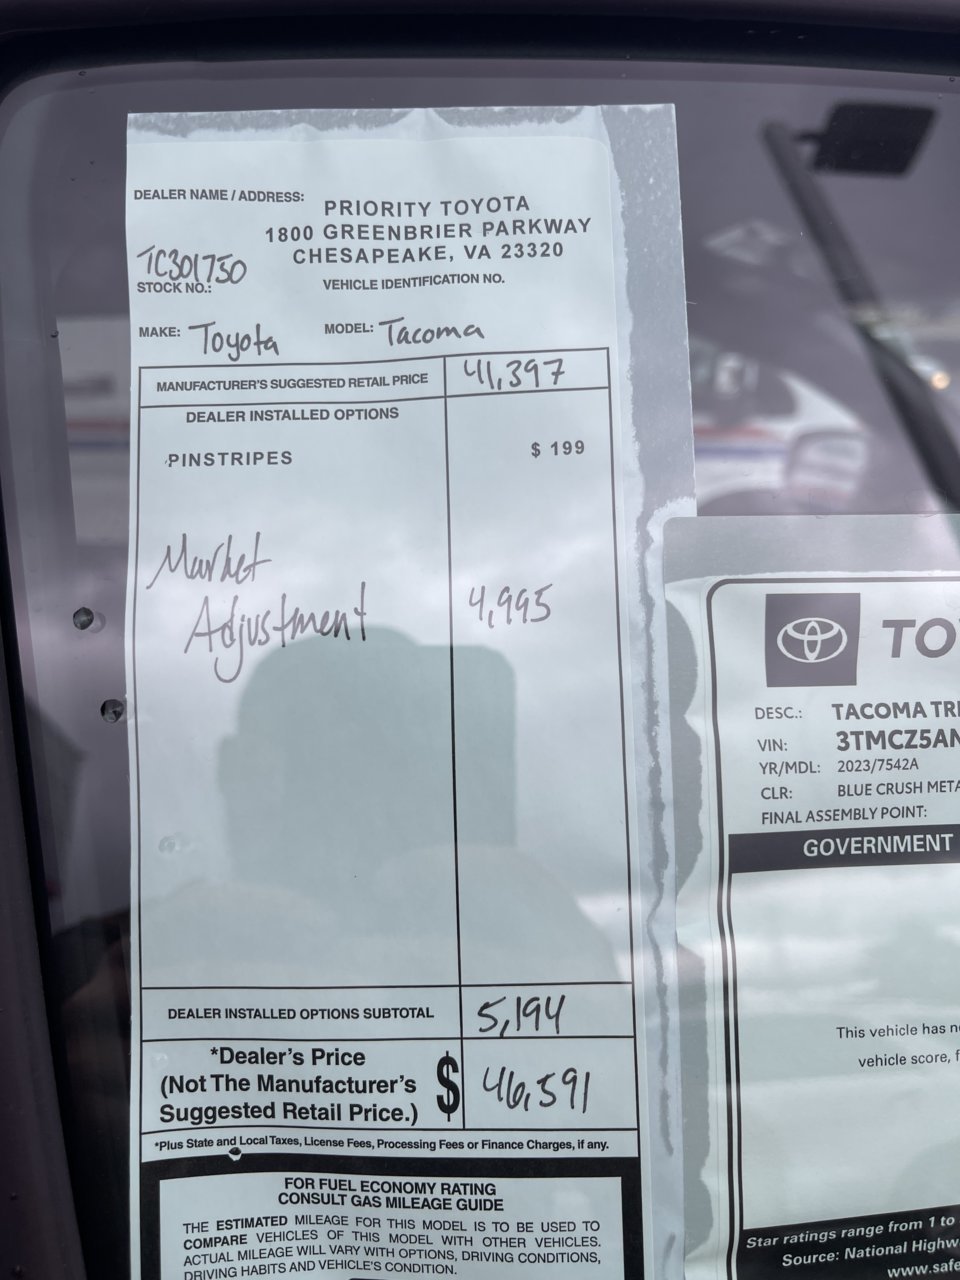 DEALER NAME / ADDRESS:
PRIORITY TOYOTA
1800 GREENBRIER PARKWAY
CHESAPEAKE, VA 23320
TC301750
STOCK NO.:
VEHICLE IDENTIFICATION NO.
MAKE: Toyota MODEL: Tacoma
MANUFACTURER'S SUGGESTED RETAIL PRICE 41,397
DEALER INSTALLED OPTIONS
PINSTRIPES $ 199
Market
Adjustment 4,995
DEALER INSTALLED OPTIONS SUBTOTAL 5,194
*Dealer's Price
(Not The Manufacturer's
Suggested Retail Price.) $ 46,591
*Plus State and Local Taxes, License Fees, Processing Fees or Finance Charges, if any.
FOR FUEL ECONOMY RATING
CONSULT GAS MILEAGE GUIDE
THE ESTIMATED MILEAGE FOR THIS MODEL IS TO BE USED TO
COMPARE VEHICLES OF THIS MODEL WITH OTHER VEHICLES.
ACTUAL MILEAGE WILL VARY WITH OPTIONS, DRIVING CONDITIONS,
DRIVING HABITS AND VEHICLE'S CONDITION.
TO
DESC.: TACOMA TR
VIN: 3TMCZ5AN
YR/MDL: 2023/7542A
CLR: BLUE CRUSH META
FINAL ASSEMBLY POINT:
GOVERNMENT
This vehicle has n
vehicle score, f
Star ratings range from 1 to
Source: National Highw
www.safe